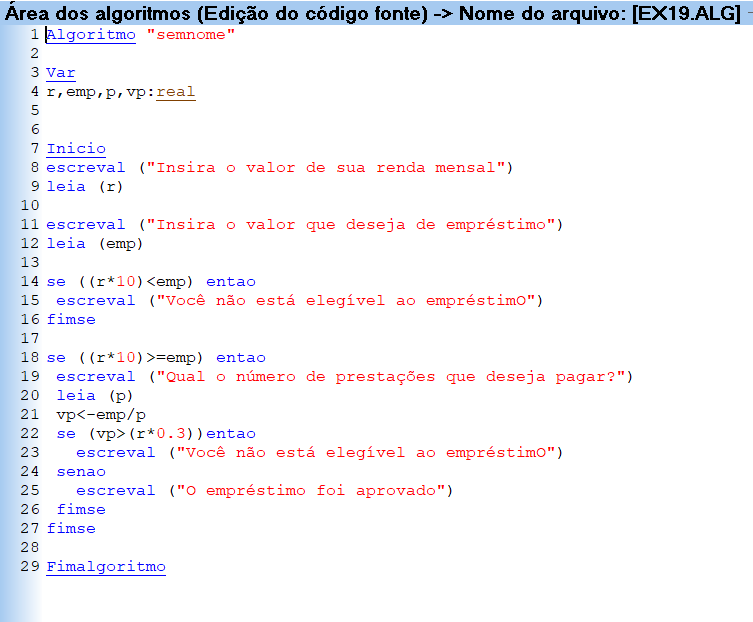 Área dos algoritmos (Edição do código fonte) -> Nome do arquivo: [EX19.ALG]
1 Algoritmo "semnome"
2
3 Var
4 r,emp,p,vp:real
5
6
7 Inicio
8 escreval ("Insira o valor de sua renda mensal")
9 leia (r)
10
11 escreval ("Insira o valor que deseja de empréstimo")
12 leia (emp)
13
14 se ((r*10)<emp) entao
15  escreval ("Você não está elegível ao empréstimO")
16 fimse
17
18 se ((r*10)>=emp) entao
19  escreval ("Qual o número de prestações que deseja pagar?")
20  leia (p)
21  vp<-emp/p
22  se (vp>(r*0.3))entao
23    escreval ("Você não está elegível ao empréstimO")
24  senao
25    escreval ("O empréstimo foi aprovado")
26  fimse
27 fimse
28
29 Fimalgoritmo